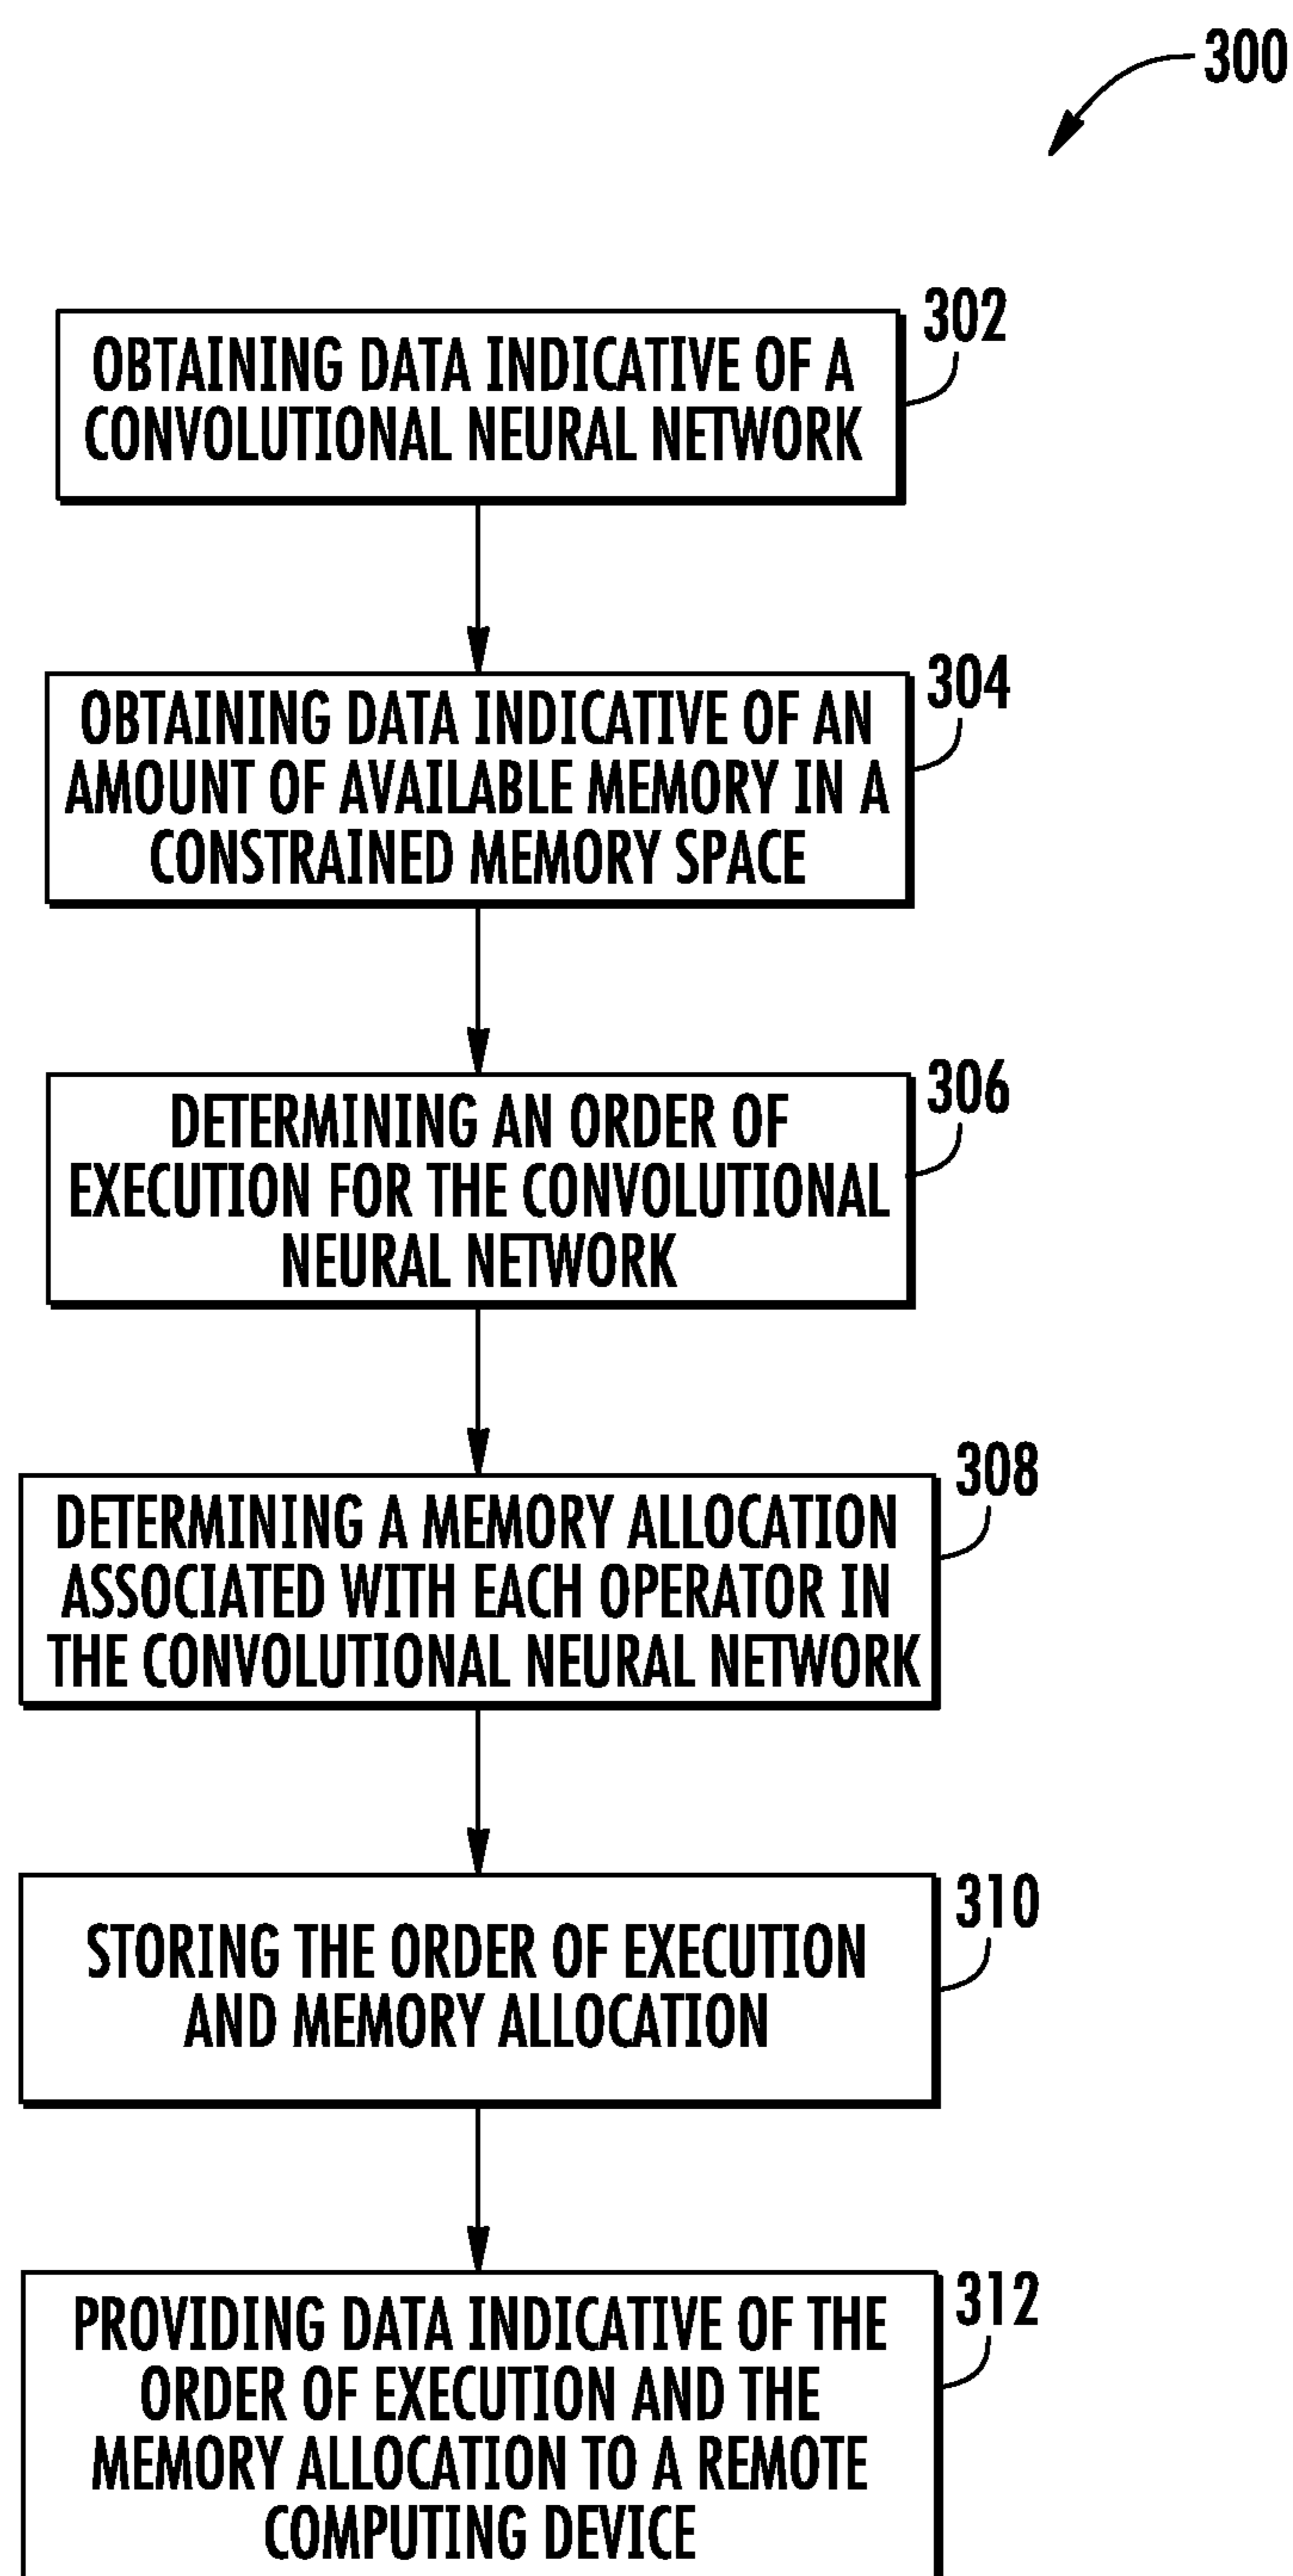 300
302
OBTAINING DATA INDICATIVE OF A
CONVOLUTIONAL NEURAL NETWORK
304
OBTAINING DATA INDICATIVE OF AN
AMOUNT OF AVAILABLE MEMORY IN A
CONSTRAINED MEMORY SPACE
306
DETERMINING AN ORDER OF
EXECUTION FOR THE CONVOLUTIONAL
NEURAL NETWORK
308
DETERMINING A MEMORY ALLOCATION
ASSOCIATED WITH EACH OPERATOR IN
THE CONVOLUTIONAL NEURAL NETWORK
310
STORING THE ORDER OF EXECUTION
AND MEMORY ALLOCATION
312
PROVIDING DATA INDICATIVE OF THE
ORDER OF EXECUTION AND THE
MEMORY ALLOCATION TO A REMOTE
COMPUTING DEVICE